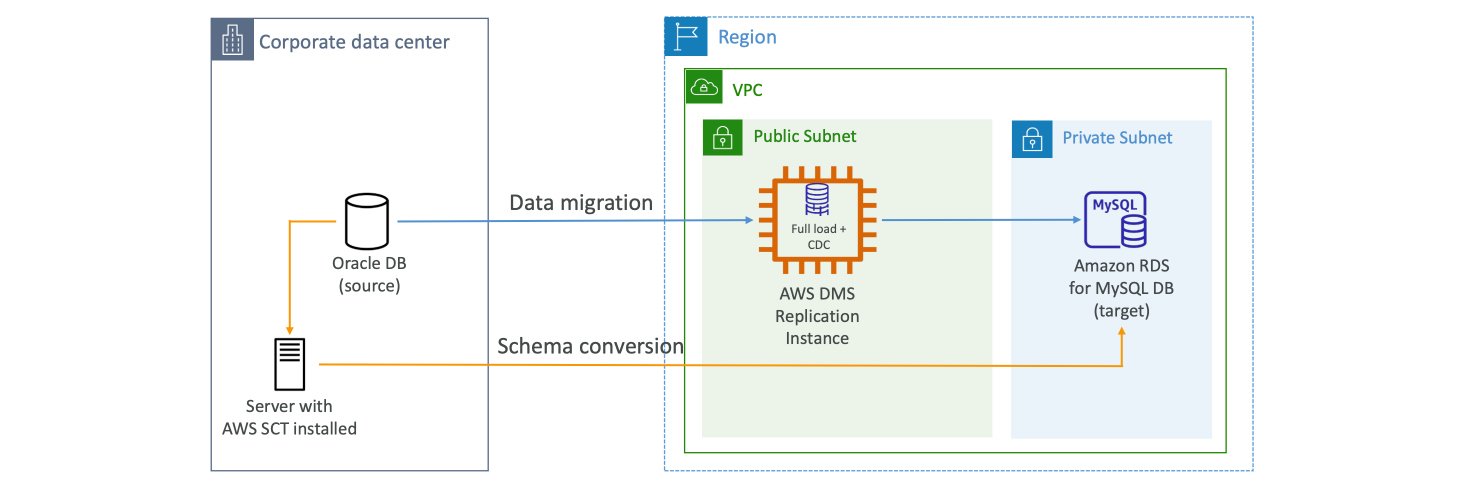 Corporate data center
Region
VPC
Public Subnet
Private Subnet
Data migration
Full load +
CDC
MySQL
Oracle DB
(source)
AWS DMS
Replication
Instance
Amazon RDS
for MySQL DB
(target)
Schema conversion
Server with
AWS SCT installed